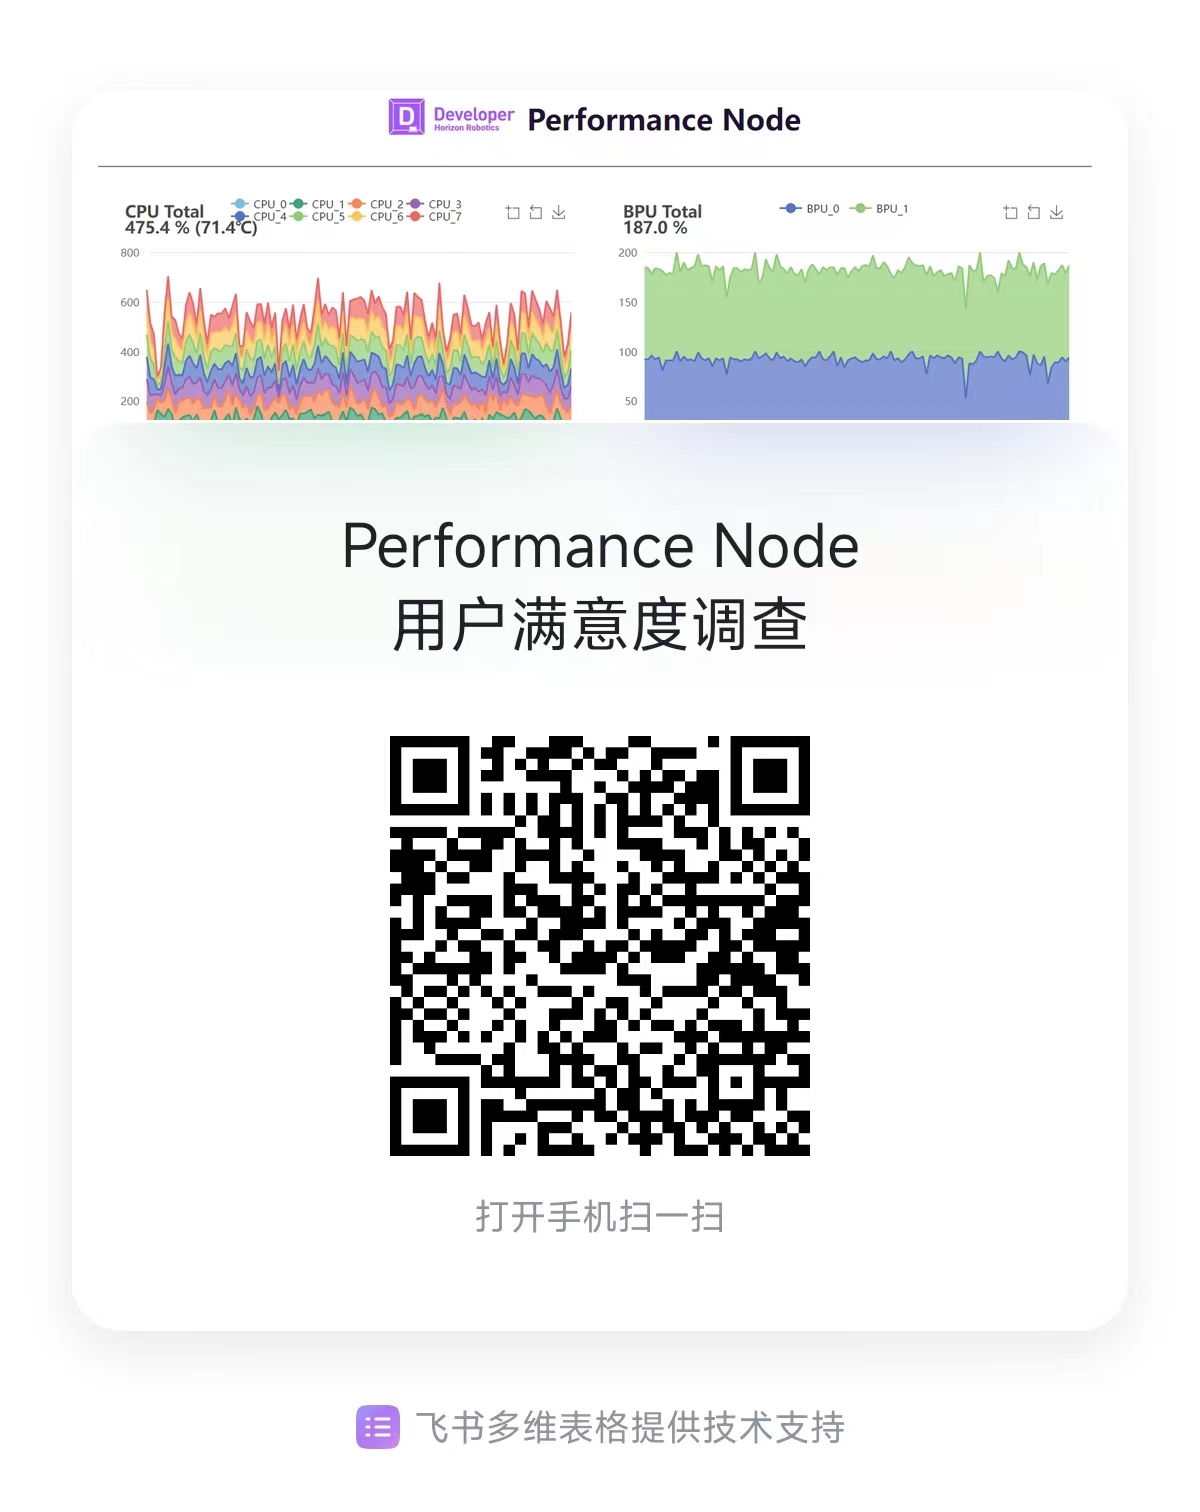 Developer
Horizon Robotics
Performance Node
CPU Total
475.4 % (71.4℃)
CPU_0 CPU_1 CPU_2 CPU_3
CPU_4 CPU_5 CPU_6 CPU_7
800
600
400
200
BPU Total
187.0 %
BPU_0 BPU_1
200
150
100
50
Performance Node
用户满意度调查
打开手机扫一扫
飞书多维表格提供技术支持